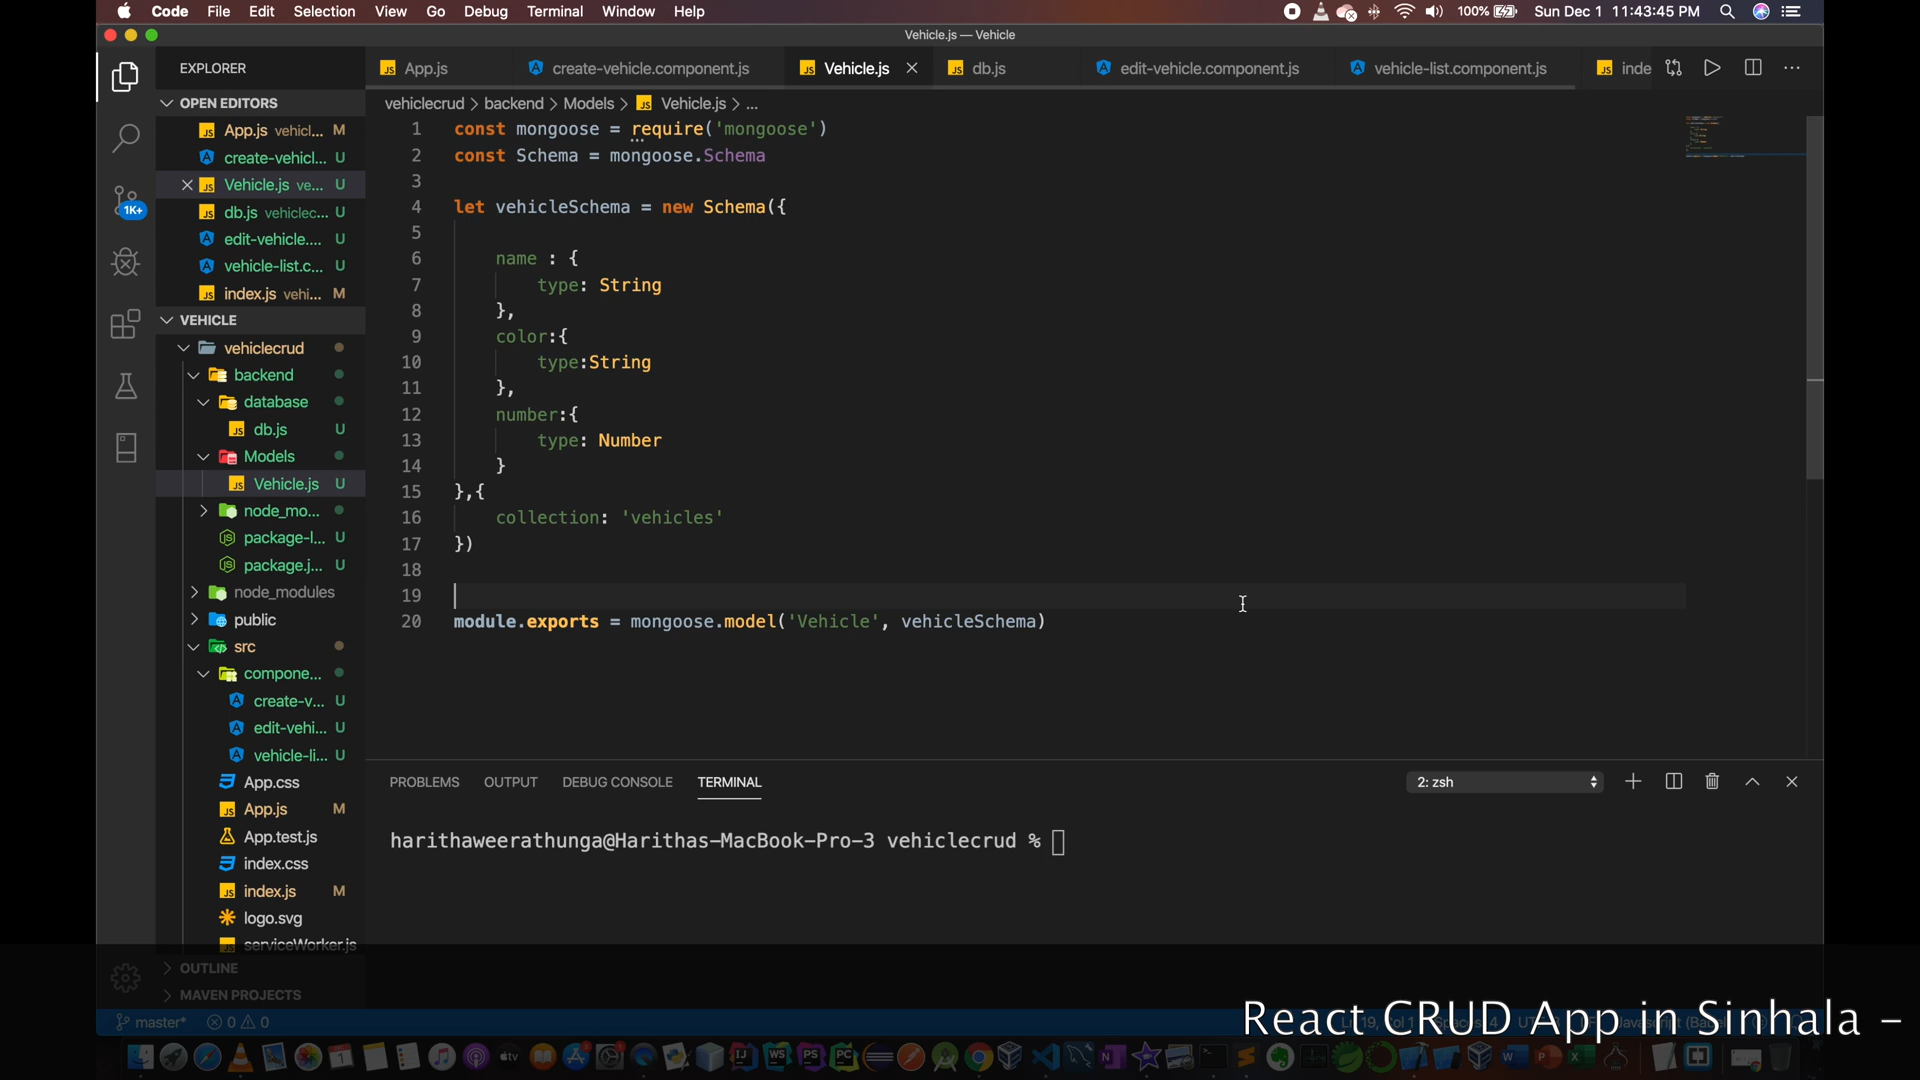 Code File Edit Selection View Go Debug Terminal Window Help 100% Sun Dec 1 11:43:45 PM
Vehicle.js — Vehicle
EXPLORER
App.js create-vehicle.component.js Vehicle.js db.js edit-vehicle.component.js vehicle-list.component.js inde
OPEN EDITORS
App.js vehicl... M
create-vehicl... U
Vehicle.js ve... U
db.js vehiclec... U
edit-vehicle.... U
vehicle-list.c... U
index.js vehi... M
1K+
VEHICLE
vehiclecrud
backend
database
db.js U
Models
Vehicle.js U
node_mo...
package-l... U
package.j... U
node_modules
public
src
compone...
create-v... U
edit-vehi... U
vehicle-li... U
App.css
App.js M
App.test.js
index.css
index.js M
logo.svg
serviceWorker.js
OUTLINE
MAVEN PROJECTS
vehiclecrud > backend > Models > Vehicle.js > ...
1 const mongoose = require('mongoose')
2 const Schema = mongoose.Schema
3
4 let vehicleSchema = new Schema({
5
6 name : {
7 type: String
8 },
9 color:{
10 type:String
11 },
12 number:{
13 type: Number
14 }
15 },{
16 collection: 'vehicles'
17 })
18
19
20 module.exports = mongoose.model('Vehicle', vehicleSchema)
PROBLEMS OUTPUT DEBUG CONSOLE TERMINAL 2: zsh
harithaweerathunga@Harithas-MacBook-Pro-3 vehiclecrud %
master* 0 0
React CRUD App in Sinhala –